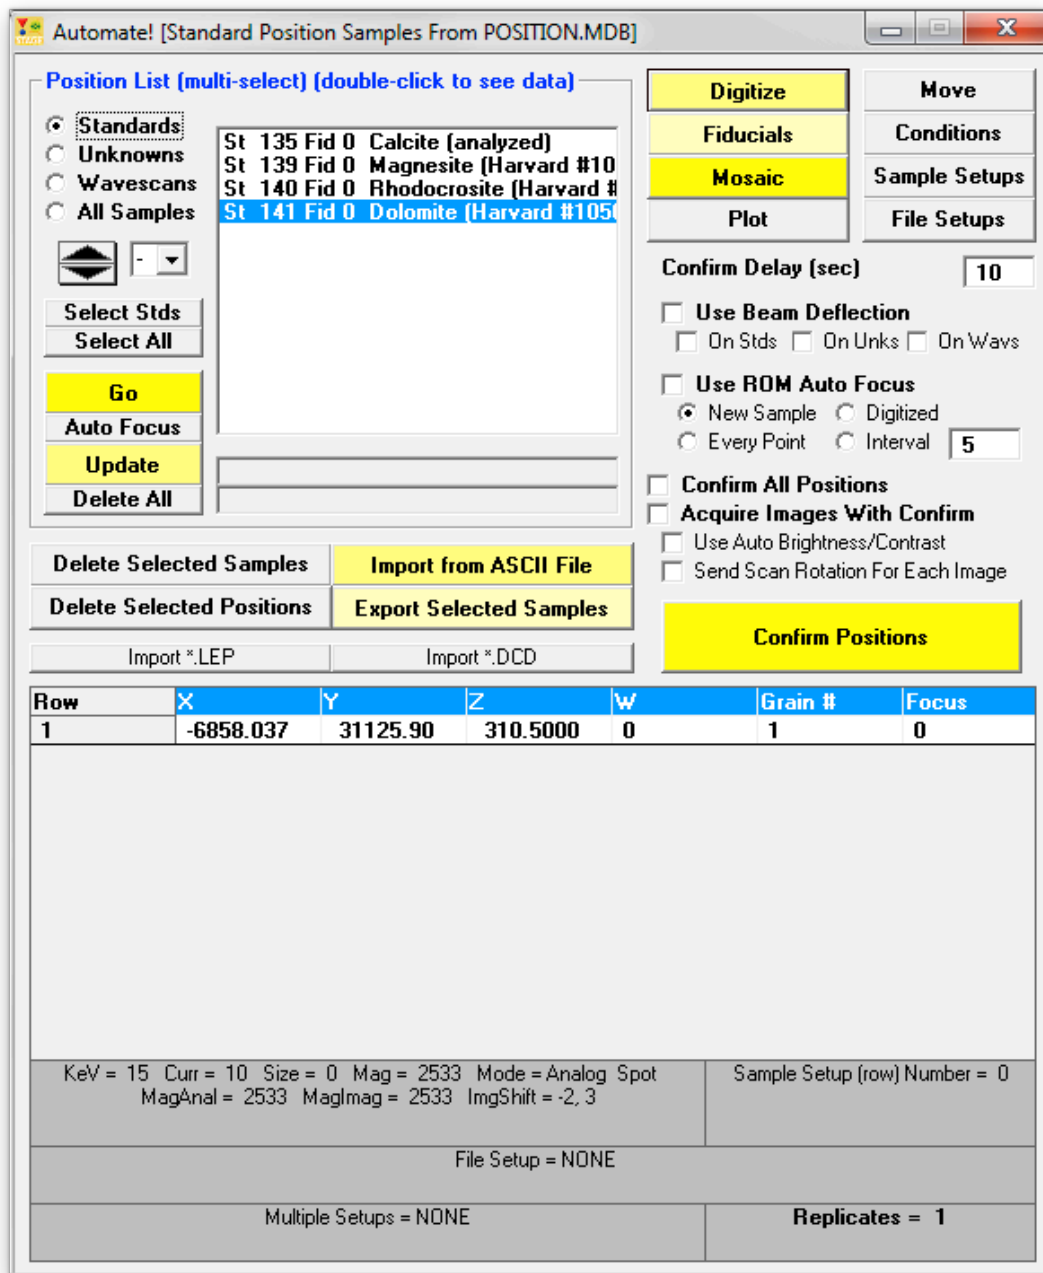 Automate! [Standard Position Samples From POSITION.MDB]
Position List (multi-select) (double-click to see data)
Standards
Unknowns
Wavescans
All Samples
-
St 135 Fid 0 Calcite (analyzed)
St 139 Fid 0 Magnesite (Harvard #10
St 140 Fid 0 Rhodocrosite (Harvard #
St 141 Fid 0 Dolomite (Harvard #105
Select Stds
Select All
Go
Auto Focus
Update
Delete All
Delete Selected Samples
Import from ASCII File
Delete Selected Positions
Export Selected Samples
Import *.LEP
Import *.DCD
Digitize
Move
Fiducials
Conditions
Mosaic
Sample Setups
Plot
File Setups
Confirm Delay (sec) 10
Use Beam Deflection
On Stds On Unks On Wavs
Use ROM Auto Focus
New Sample Digitized
Every Point Interval 5
Confirm All Positions
Acquire Images With Confirm
Use Auto Brightness/Contrast
Send Scan Rotation For Each Image
Confirm Positions
Row X Y Z W Grain # Focus
1 -6858.037 31125.90 310.5000 0 1 0
KeV = 15 Curr = 10 Size = 0 Mag = 2533 Mode = Analog Spot
MagAnal = 2533 MagImag = 2533 ImgShift = -2, 3
Sample Setup (row) Number = 0
File Setup = NONE
Multiple Setups = NONE
Replicates = 1